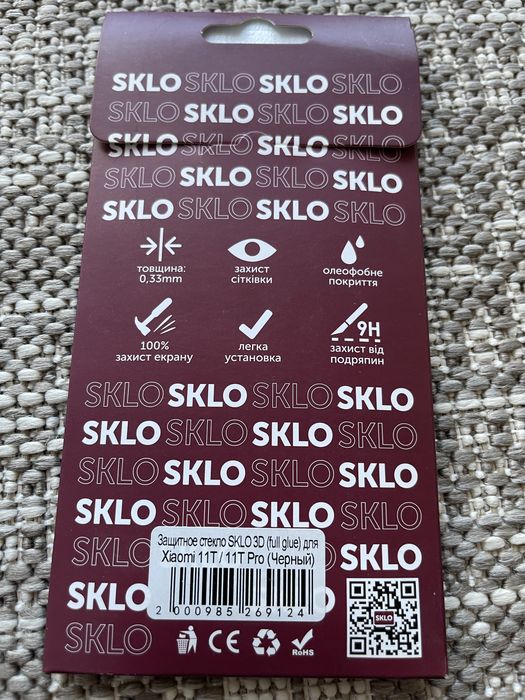 SKLO SKLO SKLO SKLO
SKLO SKLO SKLO SKLO
SKLO SKLO SKLO SKLO
SKLO SKLO SKLO SKLO
SKLO SKLO SKLO SKLO
товщина:
0,33mm
захист
сітківки
олеофобне
покриття
100%
захист екрану
легка
установка
9H
захист від
подряпин
SKLO SKLO SKLO SKLO
SKLO SKLO SKLO SKLO
SKLO SKLO SKLO SKLO
SKLO SKLO SKLO SKLO
SKLO
SKLO
SKLO
SKLO
Защитное стекло SKLO 3D (full glue) для
Xiaomi 11T / 11T Pro (Черный)
2 000985 269124
SKLO
CE
RoHS